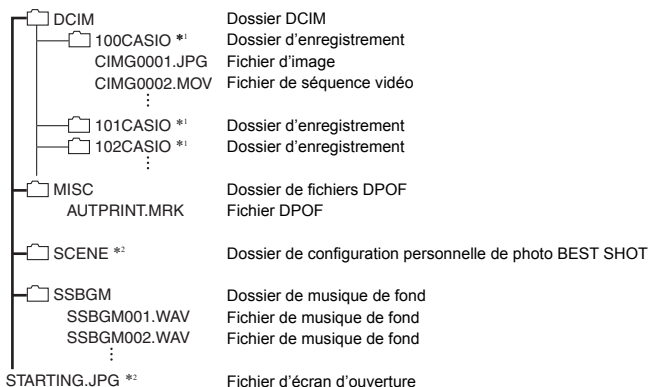 DCIM Dossier DCIM
100CASIO *1 Dossier d’enregistrement
CIMG0001.JPG Fichier d’image
CIMG0002.MOV Fichier de séquence vidéo
101CASIO *1 Dossier d’enregistrement
102CASIO *1 Dossier d’enregistrement
MISC Dossier de fichiers DPOF
AUTPRINT.MRK Fichier DPOF
SCENE *2 Dossier de configuration personnelle de photo BEST SHOT
SSBGM Dossier de musique de fond
SSBGM001.WAV Fichier de musique de fond
SSBGM002.WAV Fichier de musique de fond
STARTING.JPG *2 Fichier d’écran d’ouverture